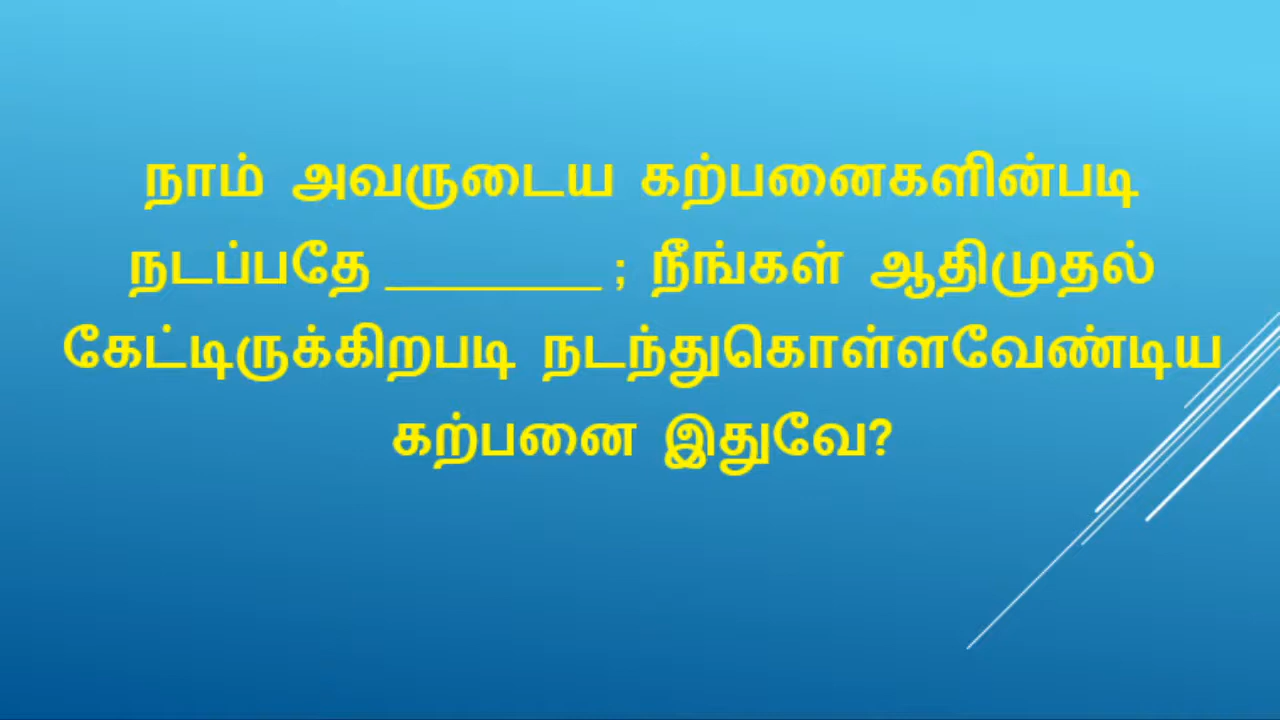 நாம் அவருடைய கற்பனைகளின்படி
நடப்பதே ________ ; நீங்கள் ஆதிமுதல்
கேட்டிருக்கிறபடி நடந்துகொள்ளவேண்டிய
கற்பனை இதுவே?